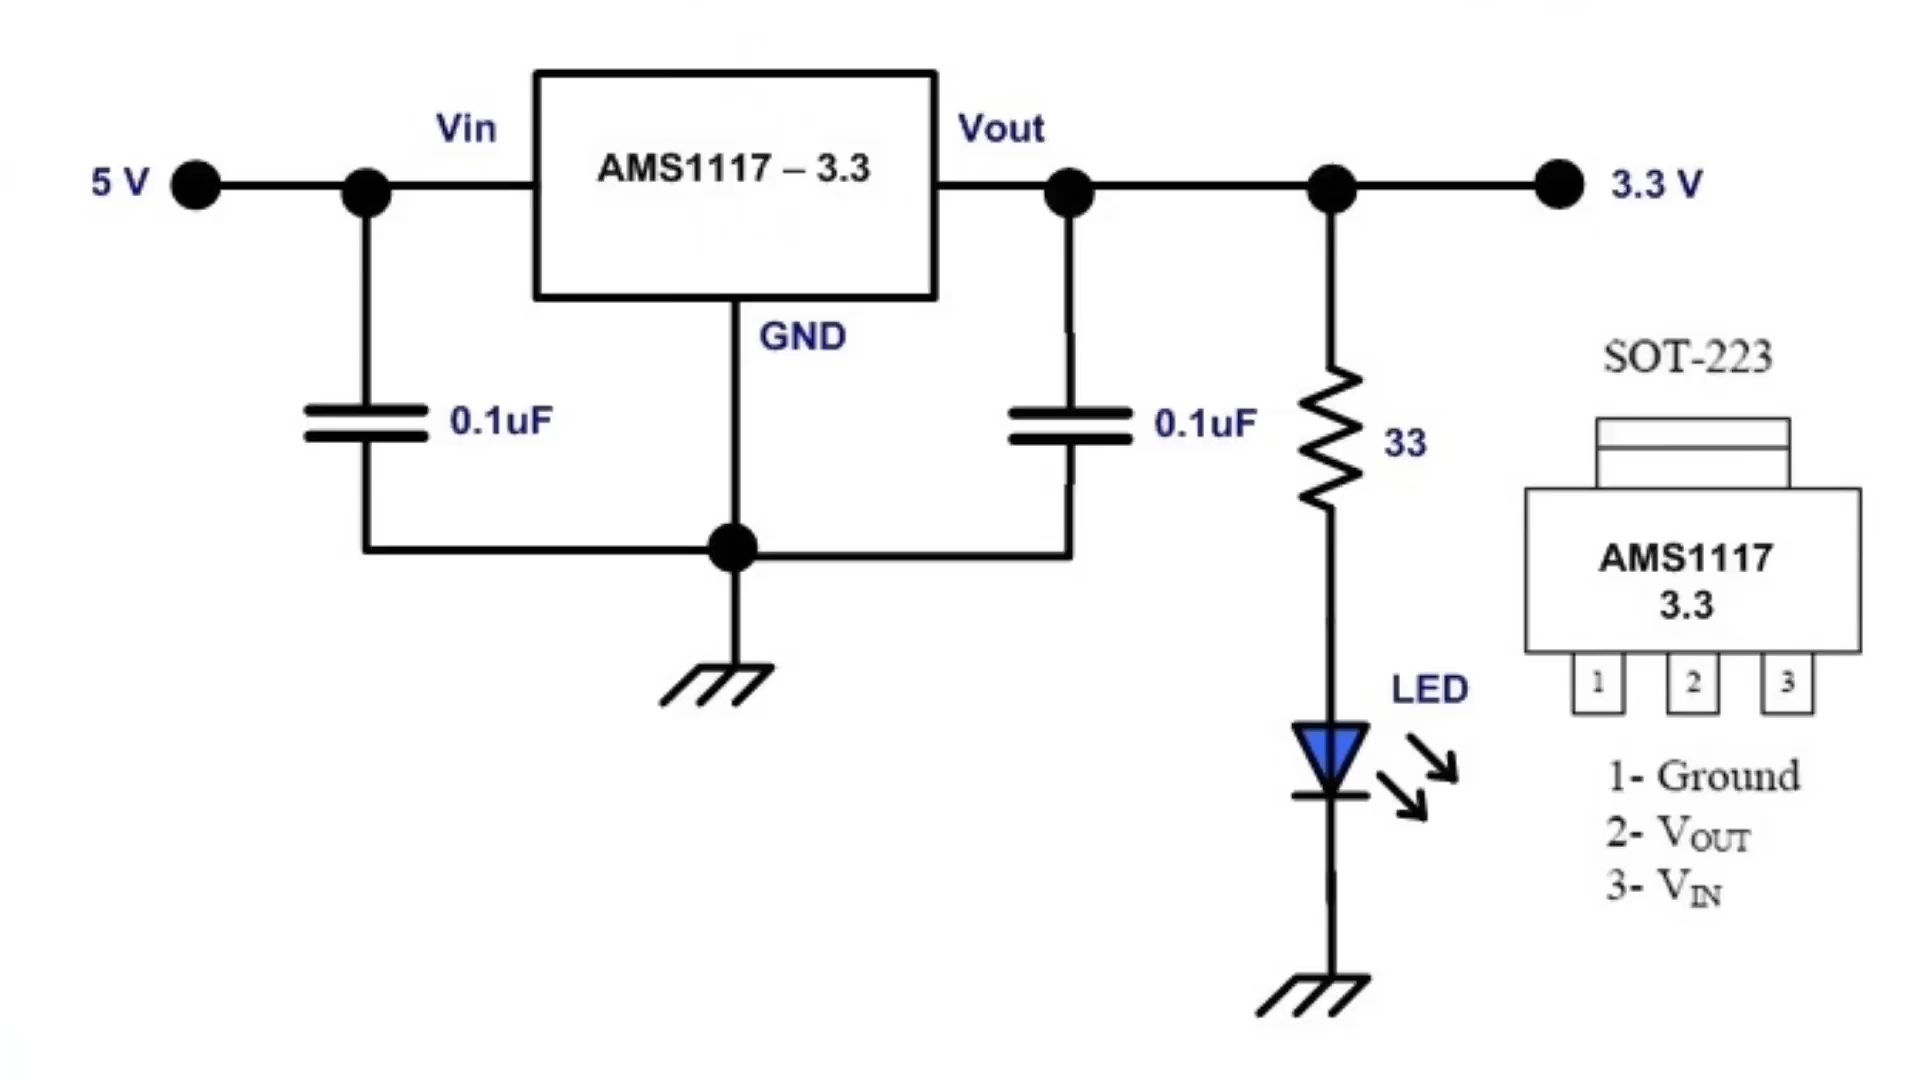 Vin
AMS1117 – 3.3
Vout
5 V
3.3 V
GND
0.1uF
0.1uF
33
LED
SOT-223
AMS1117
3.3
1 2 3
1- Ground
2- VOUT
3- VIN